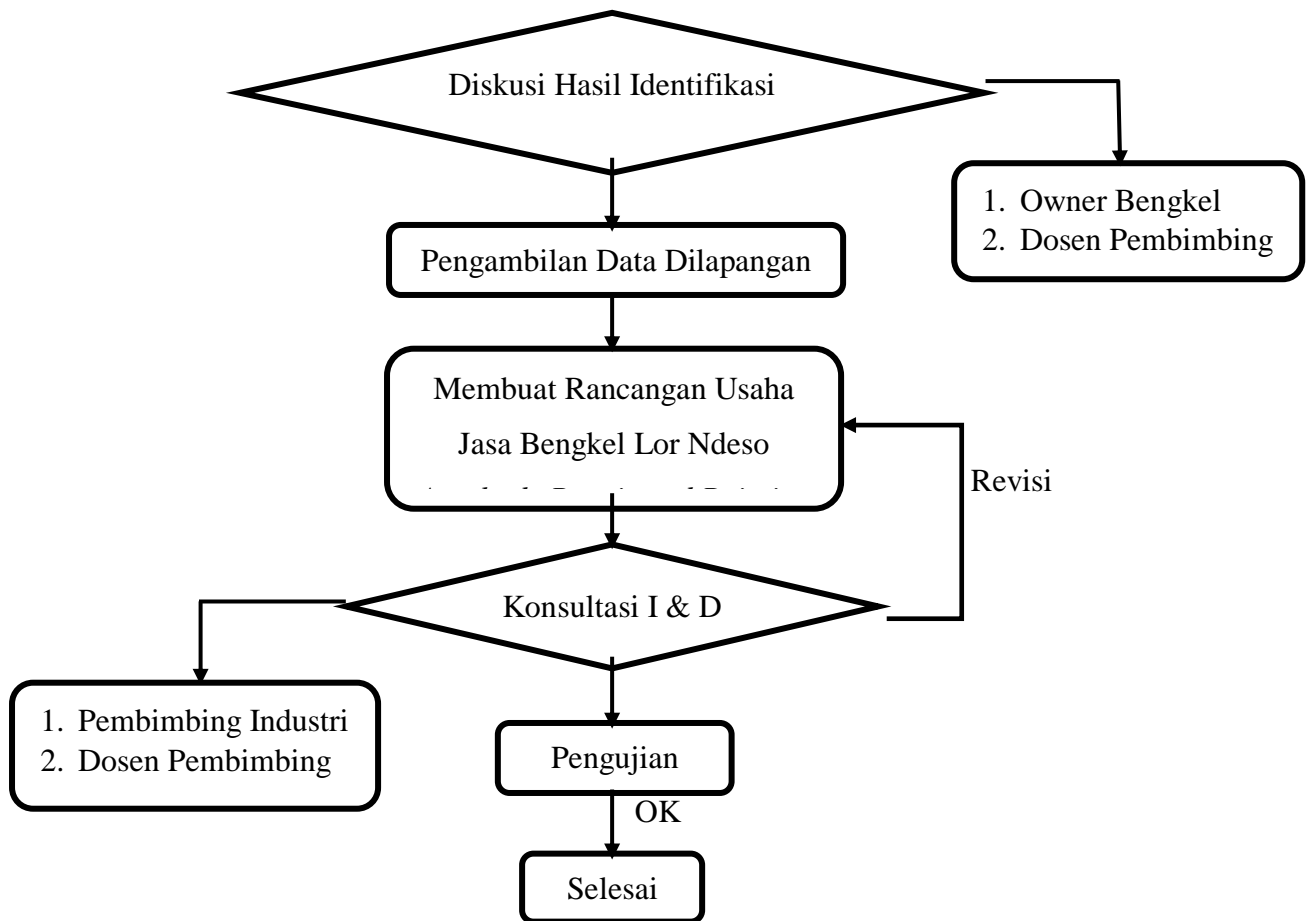 Diskusi Hasil Identifikasi
1. Owner Bengkel
2. Dosen Pembimbing
Pengambilan Data Dilapangan
Membuat Rancangan Usaha
Jasa Bengkel Lor Ndeso
Revisi
Konsultasi I & D
1. Pembimbing Industri
2. Dosen Pembimbing
Pengujian
OK
Selesai